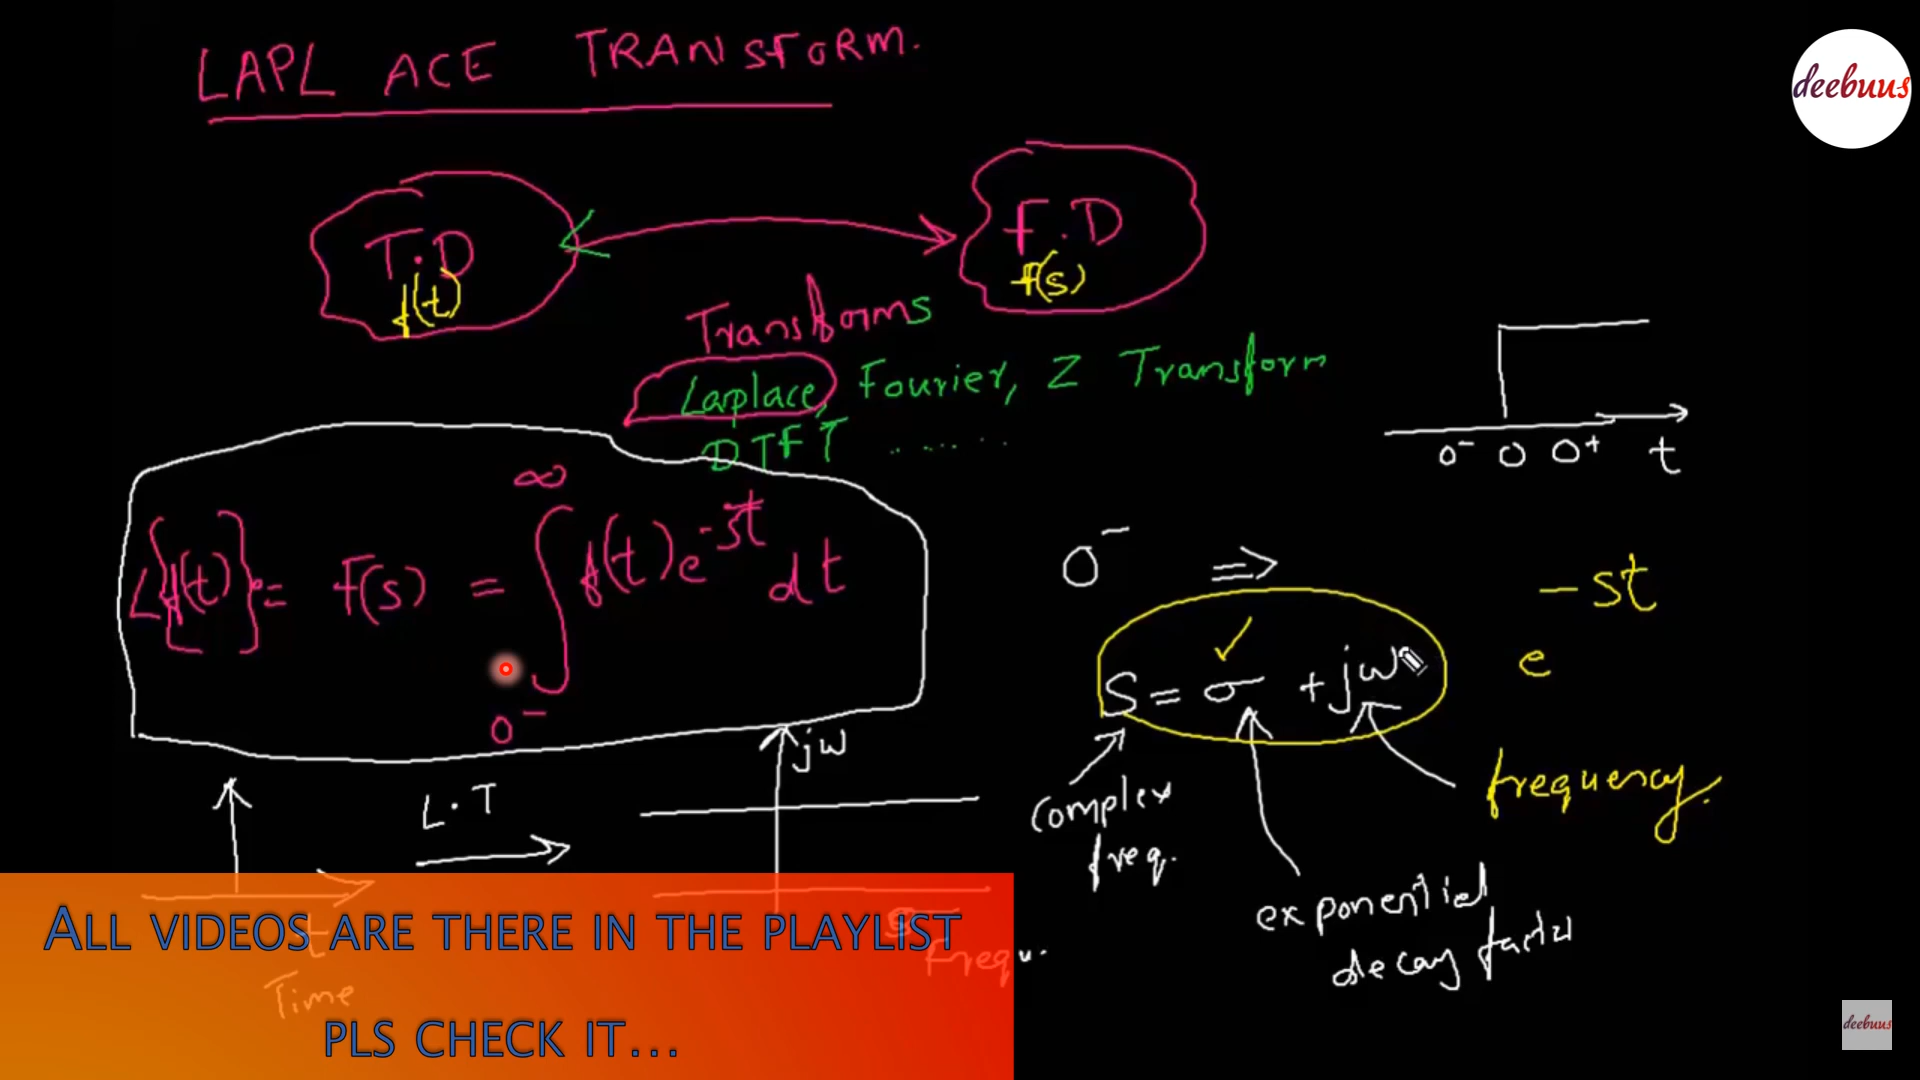 LAPLACE TRANSFORM.
deebuus
T.D
f(t)
F.D
f(s)
Transforms
Laplace, Fourier, Z Transform
DTFT ........
0⁻ 0 0⁺ t
L{f(t)} = F(s) = ∫ f(t) e^-st dt
∞
0⁻
0⁻ ⇒
e^-st
S = σ + jω
✓
jω
L.T
complex
freq.
frequency.
exponential
decay factor
t
Time
σ
Frequ.
ALL VIDEOS ARE THERE IN THE PLAYLIST
PLS CHECK IT...
deebuus